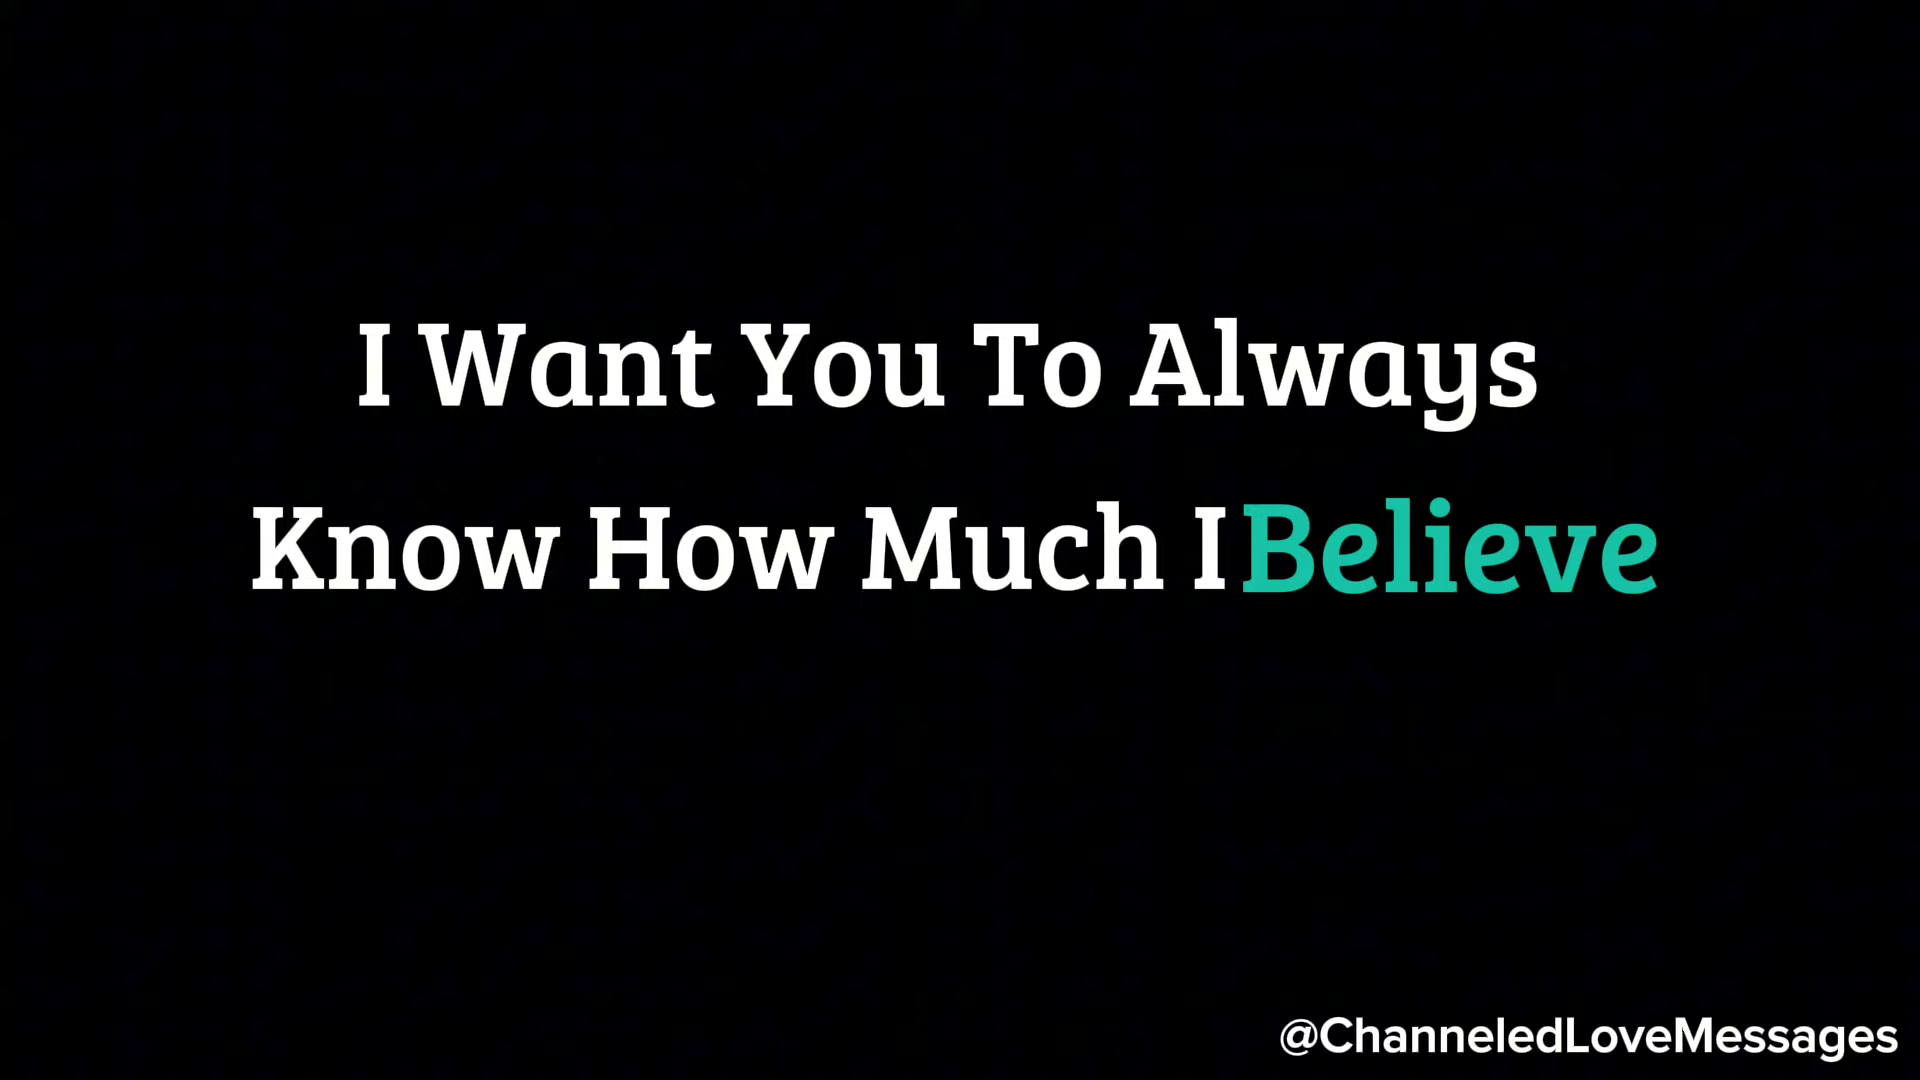 I Want You To Always
Know How Much I Believe
@ChanneledLoveMessages